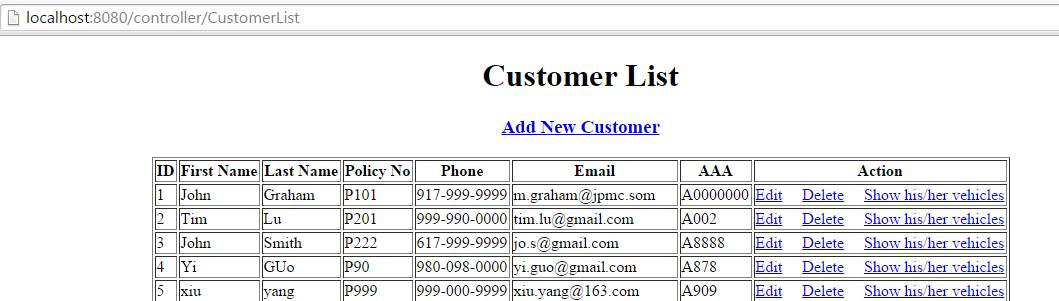 localhost:8080/controller/CustomerList
Customer List
Add New Customer
ID First Name Last Name Policy No Phone Email AAA Action
1 John Graham P101 917-999-9999 m.graham@jpmc.som A0000000 Edit Delete Show his/her vehicles
2 Tim Lu P201 999-990-0000 tim.lu@gmail.com A002 Edit Delete Show his/her vehicles
3 John Smith P222 617-999-9999 jo.s@gmail.com A8888 Edit Delete Show his/her vehicles
4 Yi GUo P90 980-098-0000 yi.guo@gmail.com A878 Edit Delete Show his/her vehicles
5 xiu yang P999 999-000-9999 xiu.yang@163.com A909 Edit Delete Show his/her vehicles